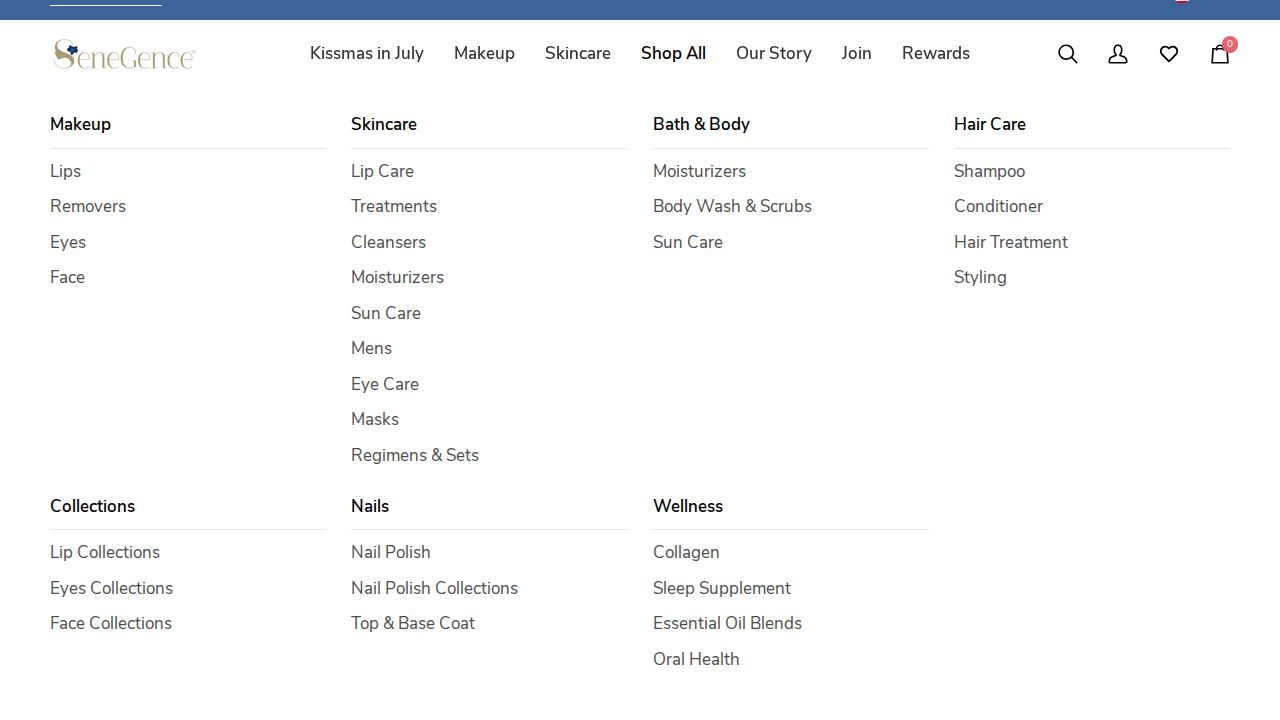 SeneGence®
Kissmas in July
Makeup
Skincare
Shop All
Our Story
Join
Rewards
0
Makeup
Lips
Removers
Eyes
Face
Skincare
Lip Care
Treatments
Cleansers
Moisturizers
Sun Care
Mens
Eye Care
Masks
Regimens & Sets
Bath & Body
Moisturizers
Body Wash & Scrubs
Sun Care
Hair Care
Shampoo
Conditioner
Hair Treatment
Styling
Collections
Lip Collections
Eyes Collections
Face Collections
Nails
Nail Polish
Nail Polish Collections
Top & Base Coat
Wellness
Collagen
Sleep Supplement
Essential Oil Blends
Oral Health